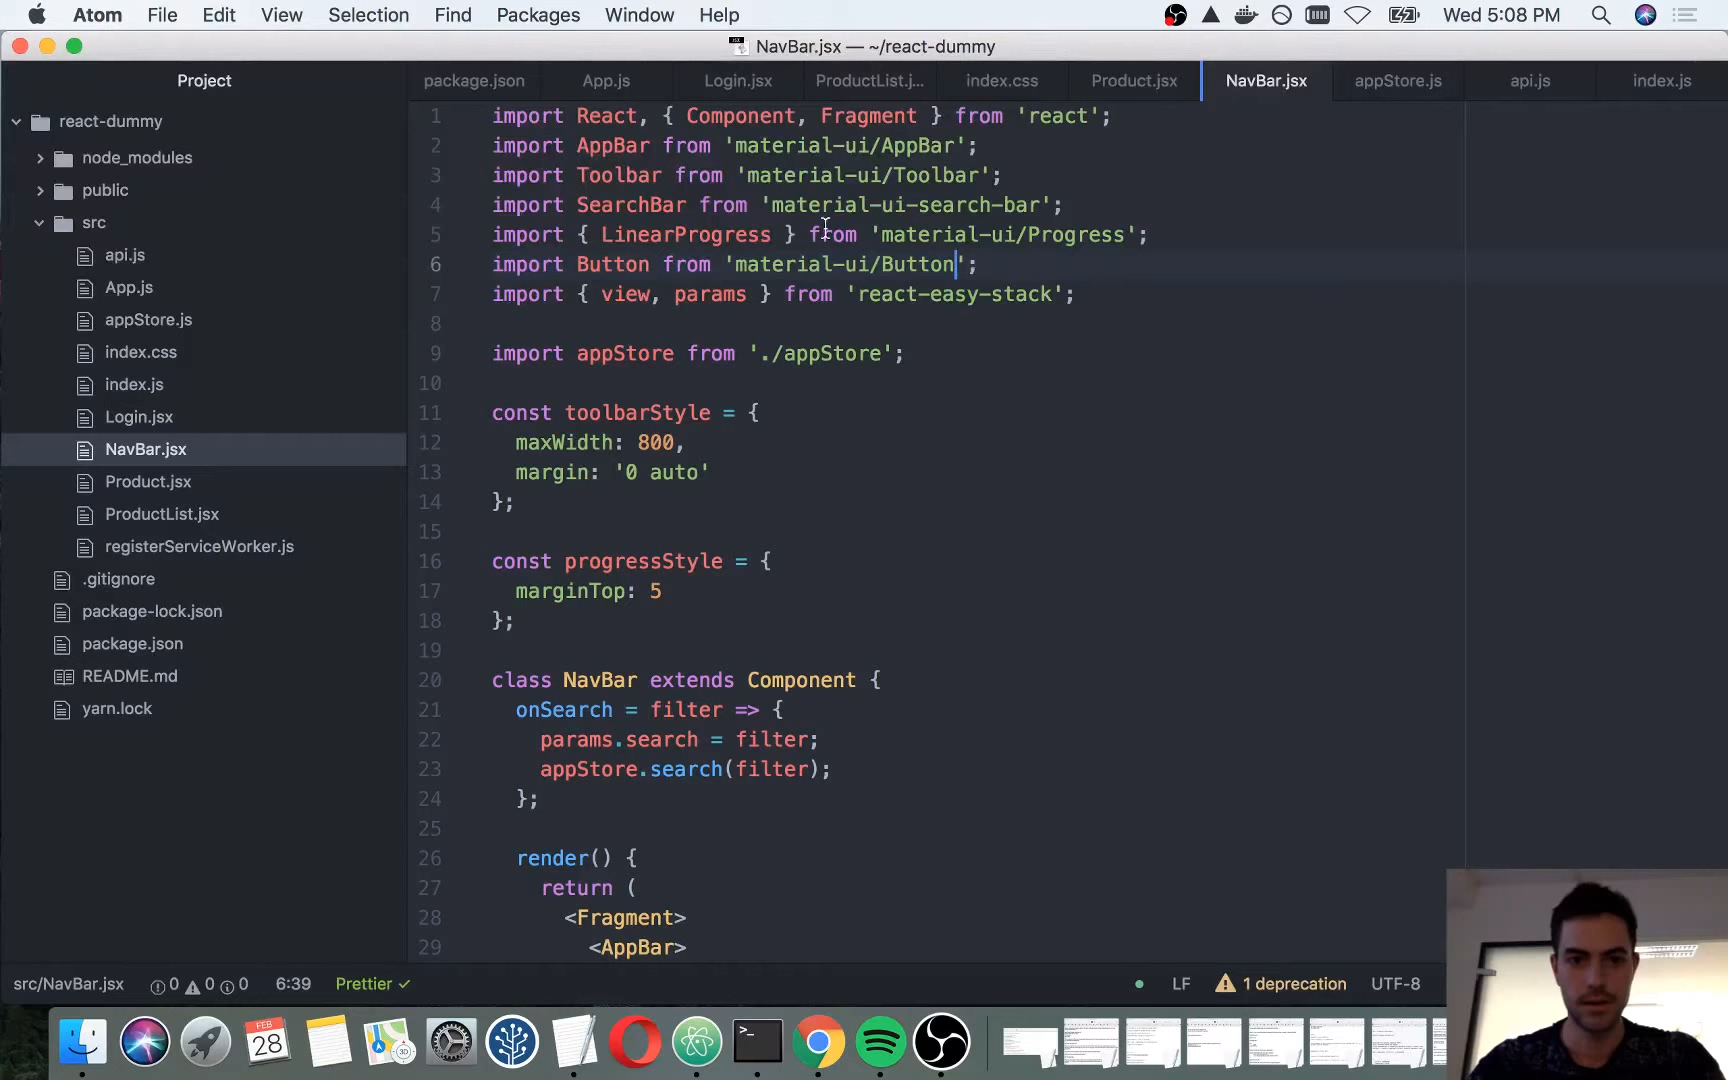 Atom File Edit View Selection Find Packages Window Help Wed 5:08 PM
NavBar.jsx — ~/react-dummy
Project
package.json App.js Login.jsx ProductList.j... index.css Product.jsx NavBar.jsx appStore.js api.js index.js
react-dummy
node_modules
public
src
api.js
App.js
appStore.js
index.css
index.js
Login.jsx
NavBar.jsx
Product.jsx
ProductList.jsx
registerServiceWorker.js
.gitignore
package-lock.json
package.json
README.md
yarn.lock
1 import React, { Component, Fragment } from 'react';
2 import AppBar from 'material-ui/AppBar';
3 import Toolbar from 'material-ui/Toolbar';
4 import SearchBar from 'material-ui-search-bar';
5 import { LinearProgress } from 'material-ui/Progress';
6 import Button from 'material-ui/Button';
7 import { view, params } from 'react-easy-stack';
8
9 import appStore from './appStore';
10
11 const toolbarStyle = {
12 maxWidth: 800,
13 margin: '0 auto'
14 };
15
16 const progressStyle = {
17 marginTop: 5
18 };
19
20 class NavBar extends Component {
21 onSearch = filter => {
22 params.search = filter;
23 appStore.search(filter);
24 };
25
26 render() {
27 return (
28 <Fragment>
29 <AppBar>
src/NavBar.jsx 0 0 0 6:39 Prettier ✓ LF 1 deprecation UTF-8
FEB
28